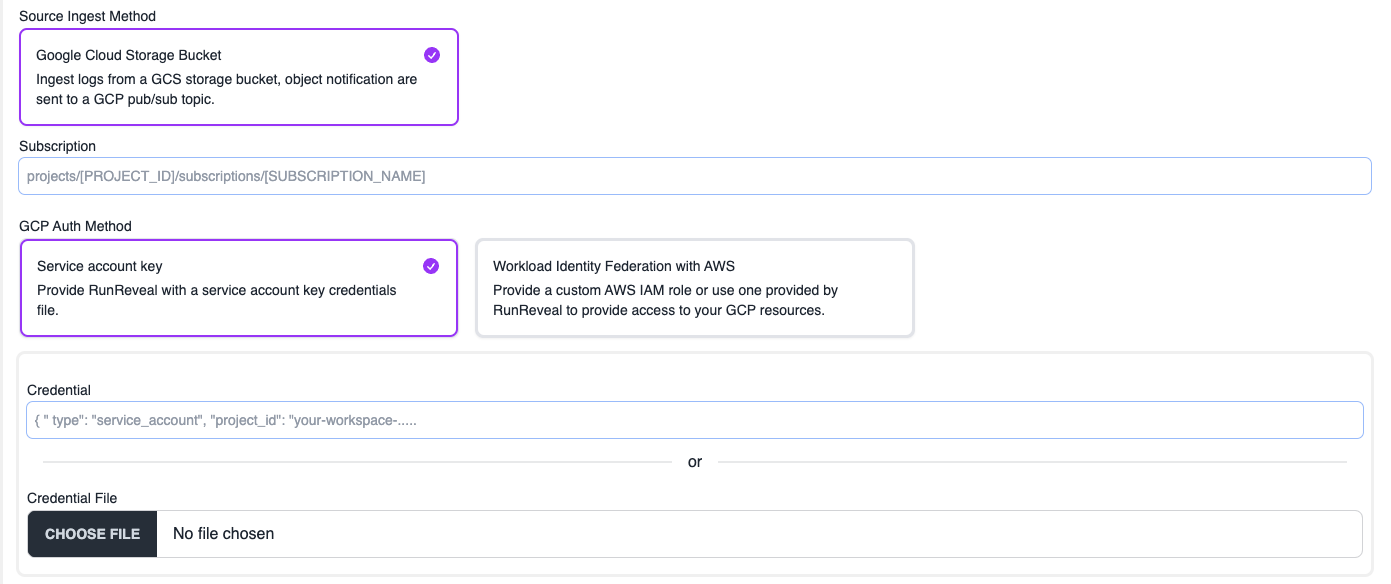 Source Ingest Method
Google Cloud Storage Bucket
Ingest logs from a GCS storage bucket, object notification are
sent to a GCP pub/sub topic.
Subscription
projects/[PROJECT_ID]/subscriptions/[SUBSCRIPTION_NAME]
GCP Auth Method
Service account key
Provide RunReveal with a service account key credentials
file.
Workload Identity Federation with AWS
Provide a custom AWS IAM role or use one provided by
RunReveal to provide access to your GCP resources.
Credential
{ " type": "service_account", "project_id": "your-workspace-.....
or
Credential File
CHOOSE FILE No file chosen